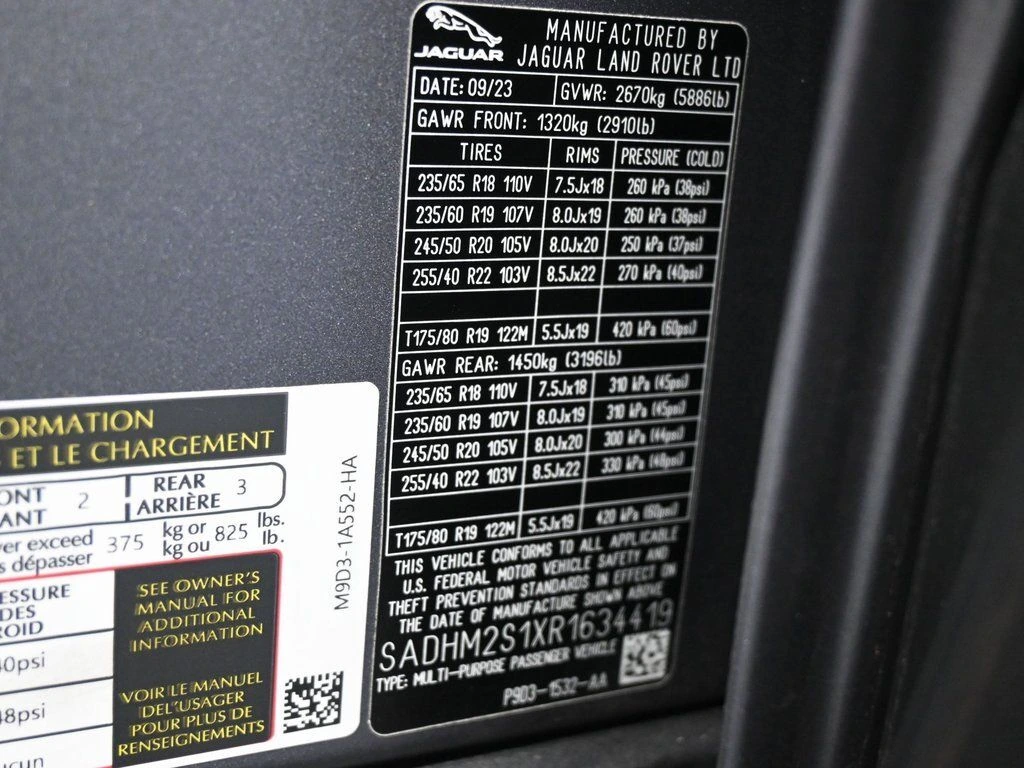 JAGUAR
MANUFACTURED BY
JAGUAR LAND ROVER LTD
DATE: 09/23 GVWR: 2670kg (5886lb)
GAWR FRONT: 1320kg (2910lb)
TIRES RIMS PRESSURE (COLD)
235/65 R18 110V 7.5Jx18 260 kPa (38psi)
235/60 R19 107V 8.0Jx19 260 kPa (38psi)
245/50 R20 105V 8.0Jx20 250 kPa (37psi)
255/40 R22 103V 8.5Jx22 270 kPa (40psi)
T175/80 R19 122M 5.5Jx19 420 kPa (60psi)
GAWR REAR: 1450kg (3196lb)
235/65 R18 110V 7.5Jx18 310 kPa (45psi)
235/60 R19 107V 8.0Jx19 310 kPa (45psi)
245/50 R20 105V 8.0Jx20 300 kPa (44psi)
255/40 R22 103V 8.5Jx22 330 kPa (48psi)
T175/80 R19 122M 5.5Jx19 420 kPa (60psi)
THIS VEHICLE CONFORMS TO ALL APPLICABLE
U.S. FEDERAL MOTOR VEHICLE SAFETY AND
THEFT PREVENTION STANDARDS IN EFFECT ON
THE DATE OF MANUFACTURE SHOWN ABOVE
SADHM2S1XR1634419
TYPE: MULTI-PURPOSE PASSENGER VEHICLE
P903-1532-AA
ORMATION
ET LE CHARGEMENT
ONT 2 REAR 3
ANT ARRIÈRE
ver exceed 375 kg or 825 lbs.
s dépasser kg ou lb.
ESSURE
DES
ROID
40psi
48psi
ucun
SEE OWNER'S
MANUAL FOR
ADDITIONAL
INFORMATION
VOIR LE MANUEL
DE L'USAGER
POUR PLUS DE
RENSEIGNEMENTS
M9D3-1A552-HA